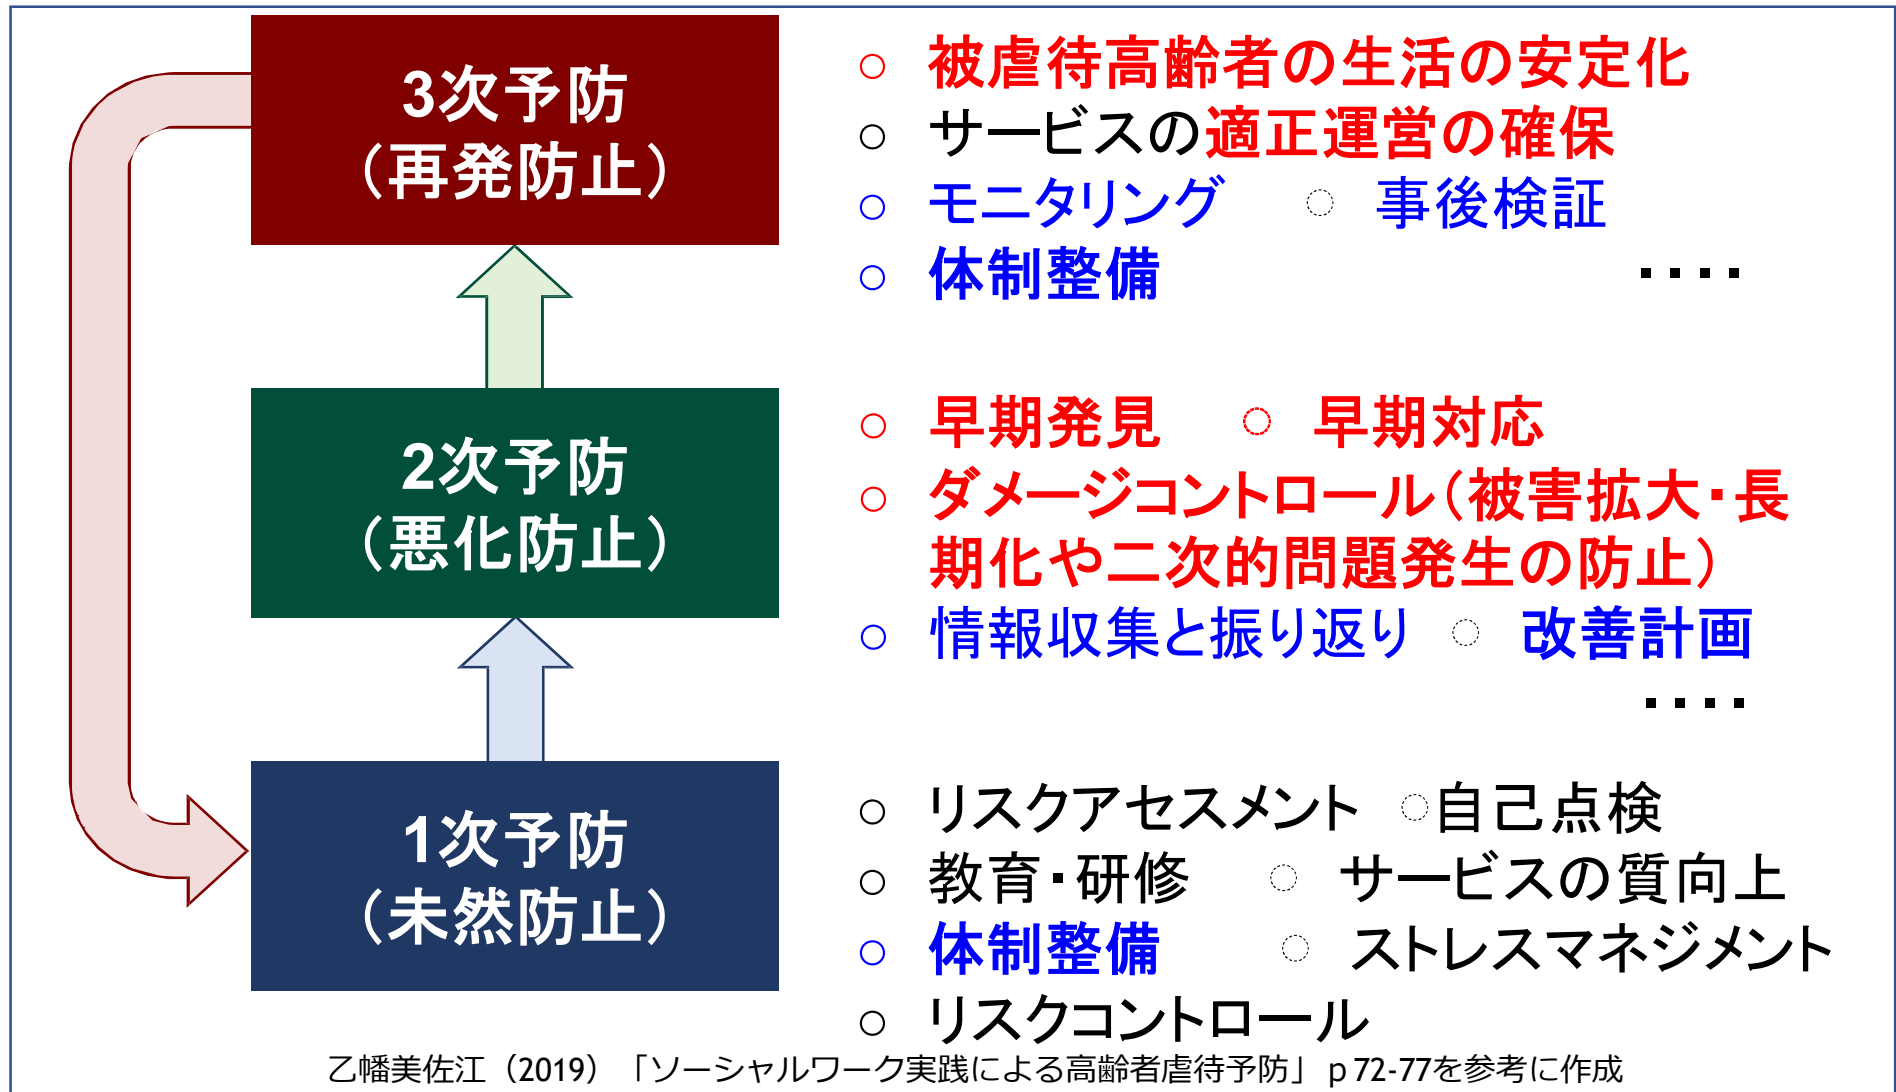 3次予防
（再発防止）
○ 被虐待高齢者の生活の安定化
○ サービスの適正運営の確保
○ モニタリング ○ 事後検証
○ 体制整備 ・・・・
2次予防
（悪化防止）
○ 早期発見 ○ 早期対応
○ ダメージコントロール（被害拡大・長
期化や二次的問題発生の防止）
○ 情報収集と振り返り ○ 改善計画
・・・・
1次予防
（未然防止）
○ リスクアセスメント ○自己点検
○ 教育・研修 ○ サービスの質向上
○ 体制整備 ○ ストレスマネジメント
○ リスクコントロール
乙幡美佐江（2019）「ソーシャルワーク実践による高齢者虐待予防」ｐ72-77を参考に作成